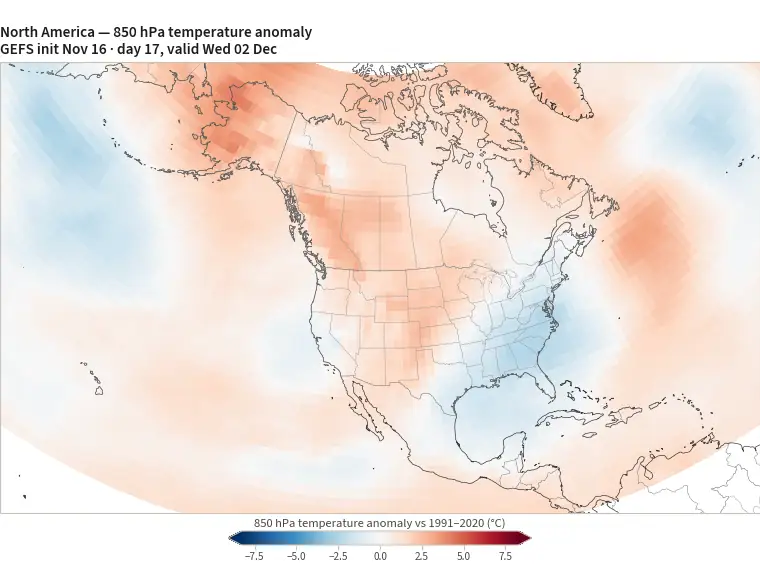 North America — 850 hPa temperature anomaly
GEFS init Nov 16 · day 17, valid Wed 02 Dec
850 hPa temperature anomaly vs 1991–2020 (°C)
−7.5 −5.0 −2.5 0.0 2.5 5.0 7.5